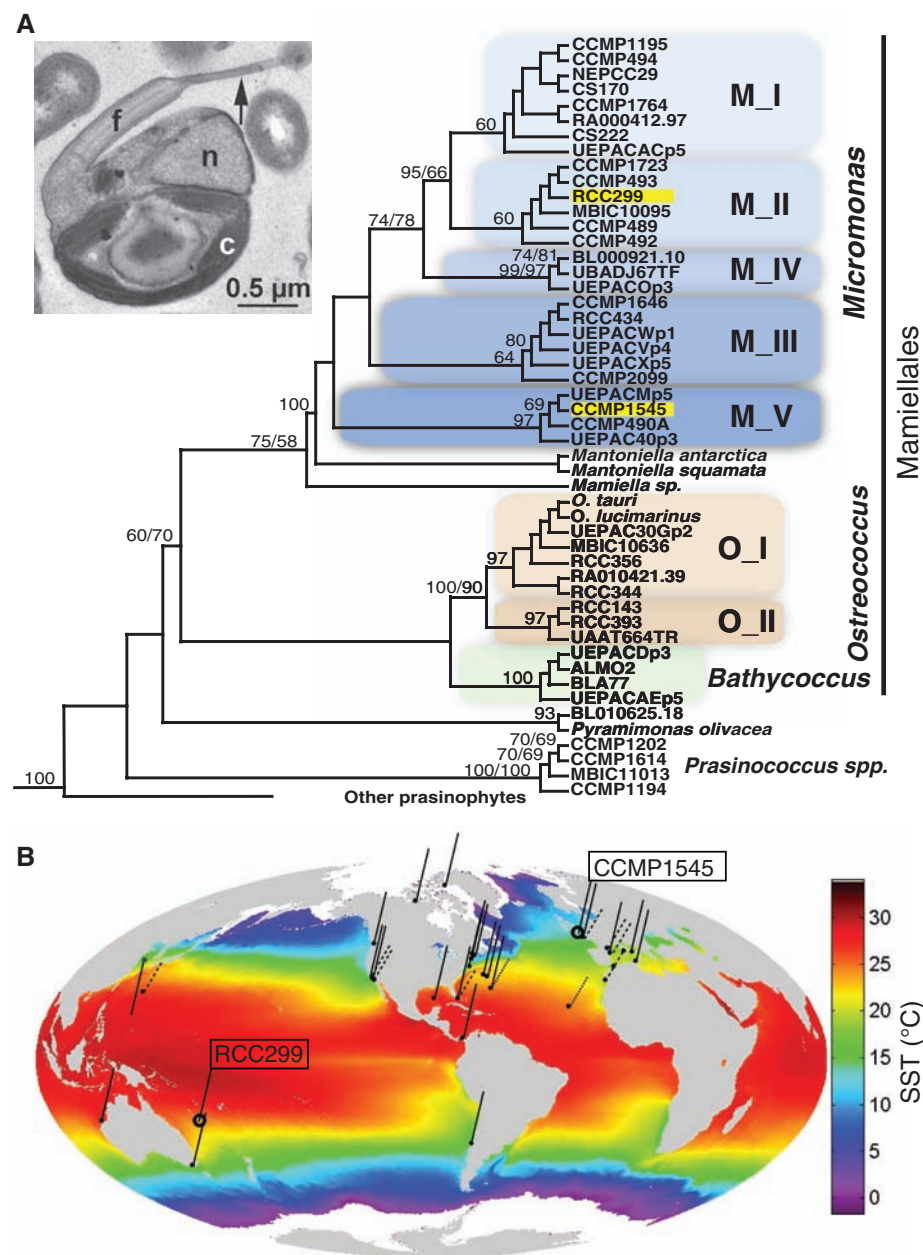 A
f
n
c
0.5 µm
CCMP1195
CCMP494
NEPCC29
CS170
CCMP1764
RA000412.97
CS222
UEPACACp5
60
M_I
95/66
CCMP1723
CCMP493
RCC299
MBIC10095
CCMP489
CCMP492
60
M_II
74/78
74/81
99/97
BL000921.10
UBADJ67TF
UEPACOp3
M_IV
CCMP1646
RCC434
UEPACWp1
UEPACVp4
UEPACXp5
CCMP2099
80
64
M_III
UEPACMp5
CCMP1545
CCMP490A
UEPAC40p3
69
97
M_V
Micromonas
100
75/58
Mantoniella antarctica
Mantoniella squamata
Mamiella sp.
Mamiellales
60/70
O. tauri
O. lucimarinus
UEPAC30Gp2
MBIC10636
RCC356
RA010421.39
RCC344
97
O_I
100/90
RCC143
RCC393
UAAT664TR
97
O_II
Ostreococcus
UEPACDp3
ALMO2
BLA77
UEPACAEp5
100
Bathycoccus
93
BL010625.18
Pyramimonas olivacea
70/69
70/69
100/100
CCMP1202
CCMP1614
MBIC11013
CCMP1194
Prasinococcus spp.
100
Other prasinophytes
B
CCMP1545
RCC299
30
25
20
15
10
5
0
SST (°C)